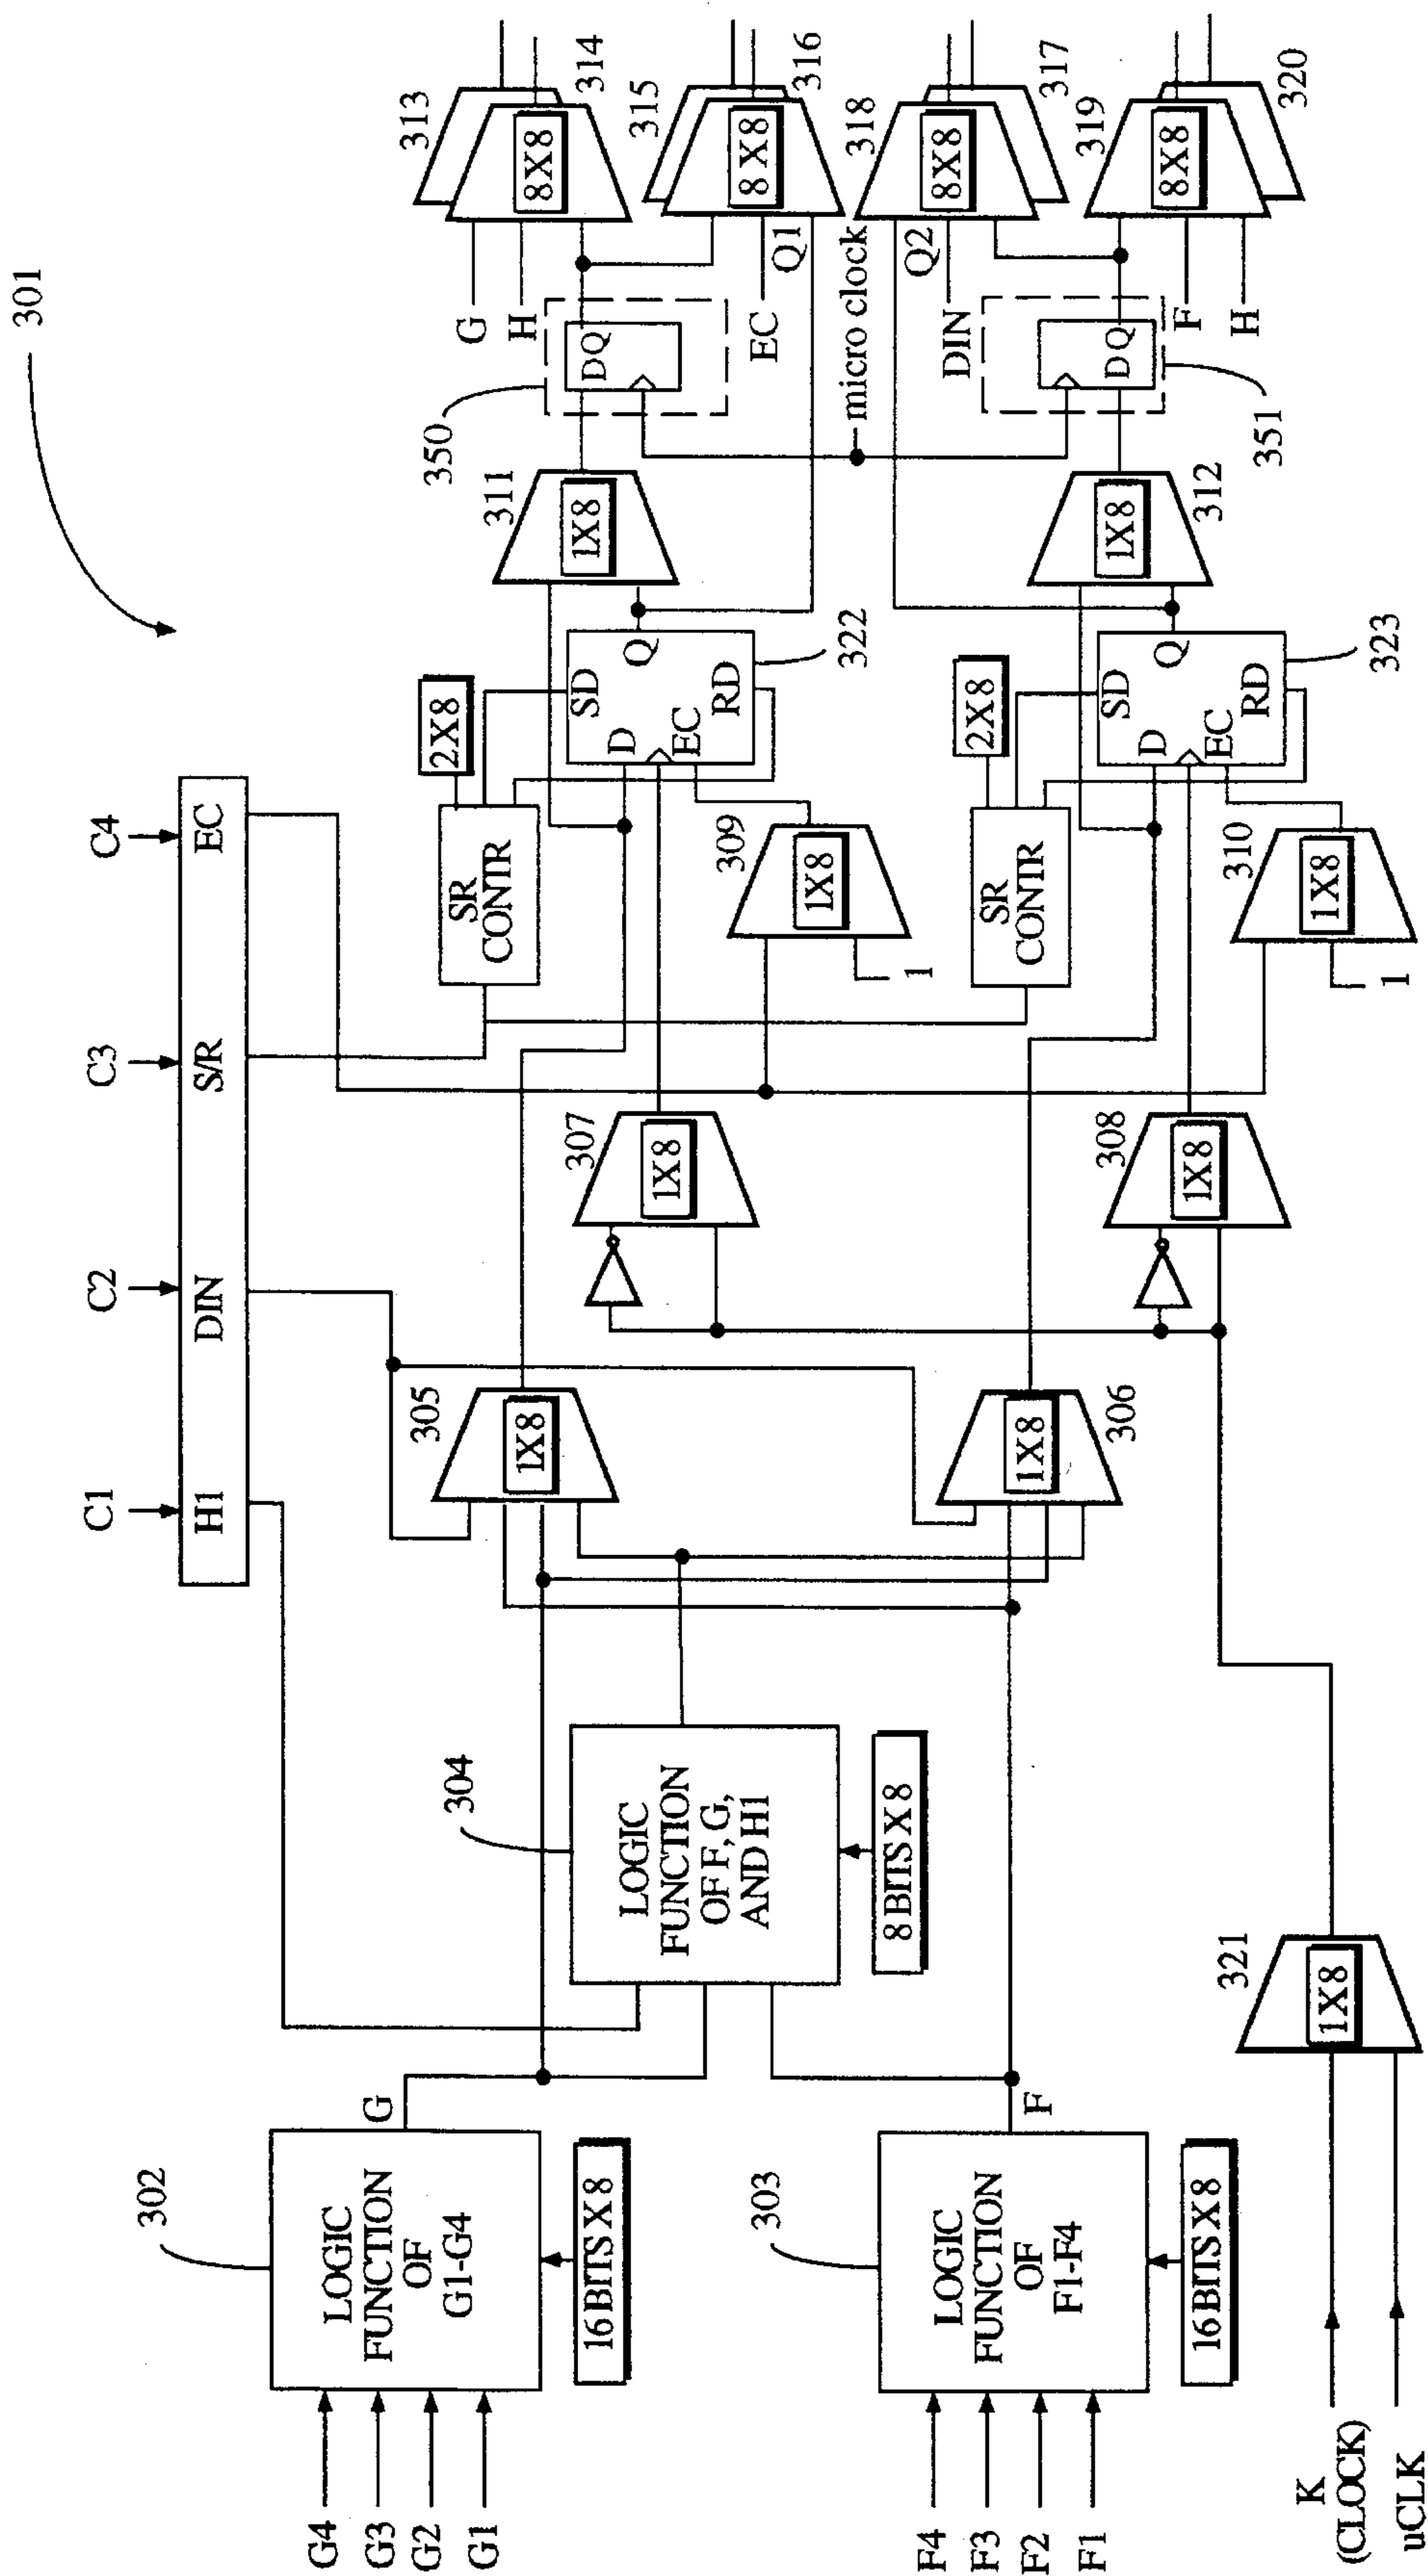 301
C1
C2
C3
C4
H1
DIN
S/R
EC
302
G4
G3
G2
G1
LOGIC
FUNCTION
OF
G1-G4
16 BITS X 8
G
303
F4
F3
F2
F1
LOGIC
FUNCTION
OF
F1-F4
16 BITS X 8
F
304
LOGIC
FUNCTION
OF F, G,
AND H1
8 BITS X 8
K
(CLOCK)
uCLK
321
1X8
305
1X8
306
1X8
307
1X8
308
1X8
SR
CONTR
2X8
309
1X8
1
SR
CONTR
2X8
310
1X8
1
SD
D
Q
EC
RD
322
SD
D
Q
EC
RD
323
311
1X8
312
1X8
350
D Q
351
D Q
micro clock
G
H
EC
Q1
Q2
DIN
F
H
313
314
8X8
315
316
8X8
318
317
8X8
319
320
8X8